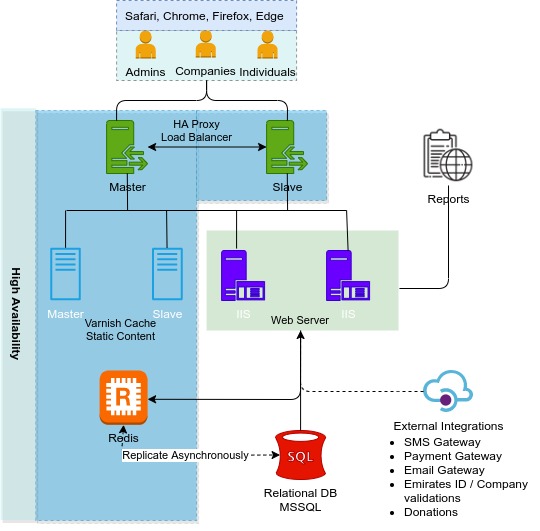 Safari, Chrome, Firefox, Edge
Admins
Companies
Individuals
HA Proxy
Load Balancer
Master
Slave
Reports
High Availability
Master
Slave
Varnish Cache
Static Content
IIS
IIS
Web Server
R
Redis
Replicate Asynchronously
SQL
Relational DB
MSSQL
External Integrations
• SMS Gateway
• Payment Gateway
• Email Gateway
• Emirates ID / Company
validations
• Donations